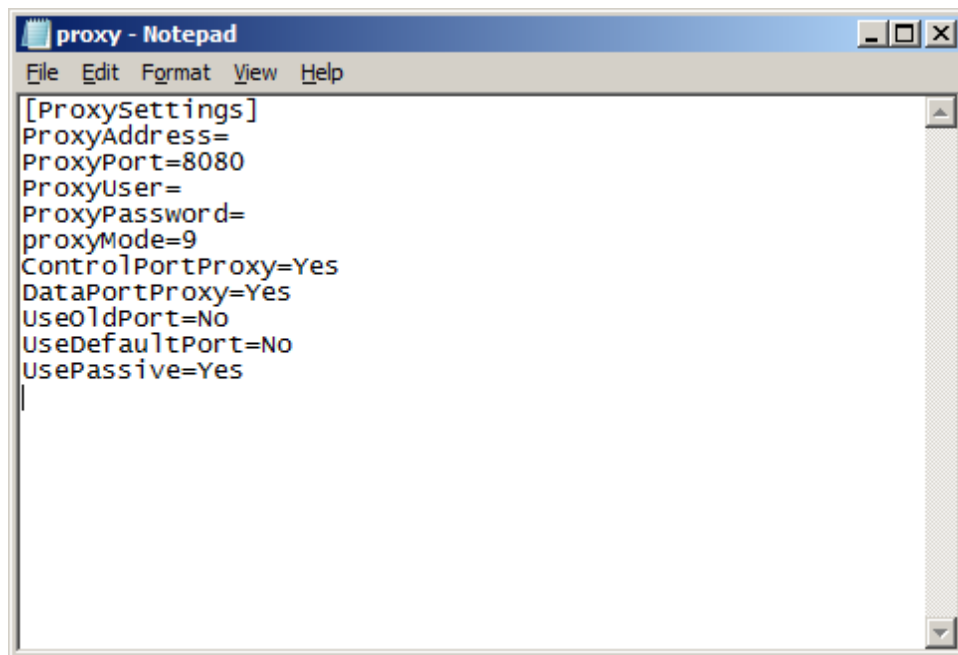 proxy - Notepad
File Edit Format View Help
[ProxySettings]
ProxyAddress=
ProxyPort=8080
ProxyUser=
ProxyPassword=
proxyMode=9
ControlPortProxy=Yes
DataPortProxy=Yes
UseOldPort=No
UseDefaultPort=No
UsePassive=Yes